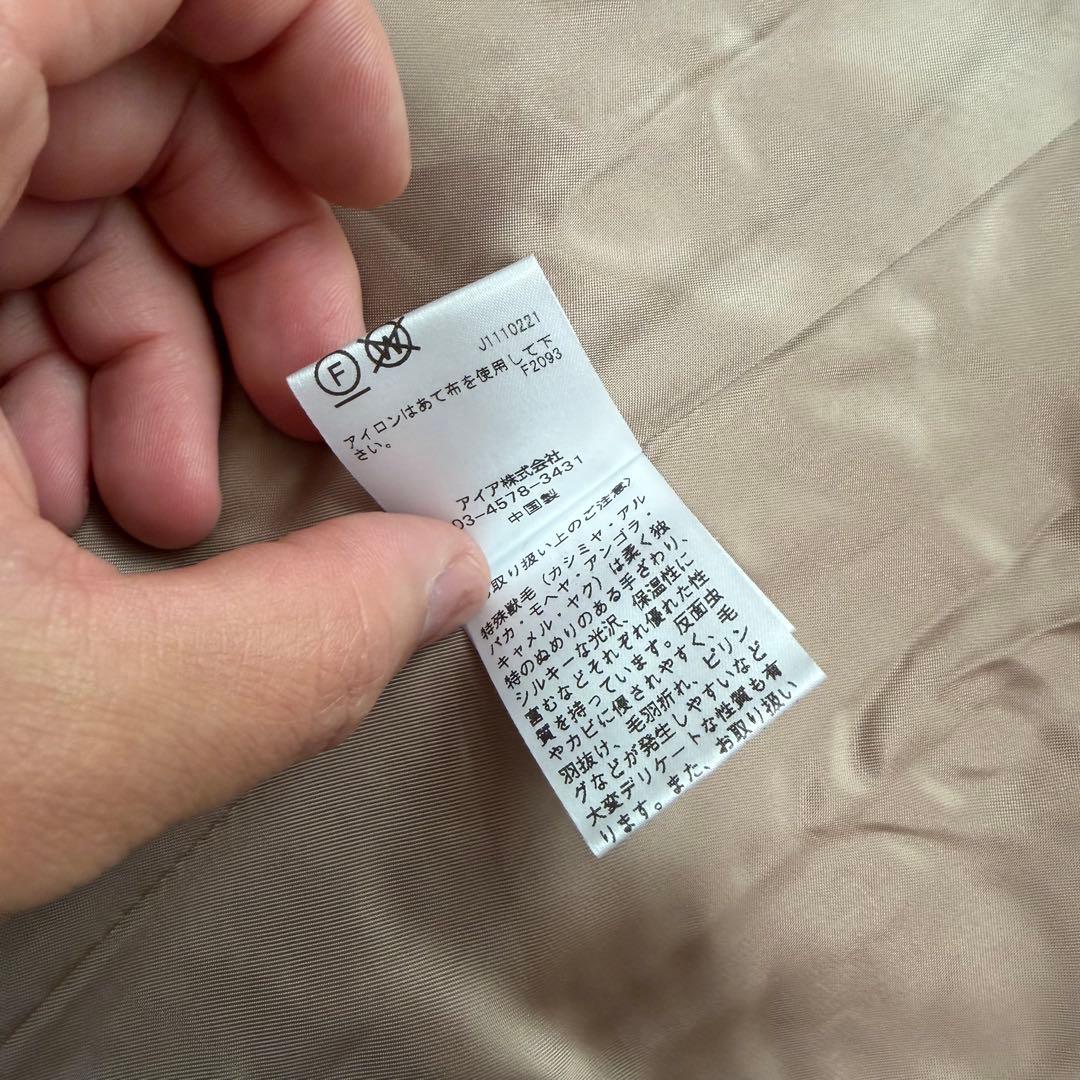 F W
J1110221
F2093
アイロンはあて布を使用して下
さい。
アイア株式会社
03-4578-3431
中国製
取り扱い上のご注意〉
特殊獣毛(カシミヤ・アル
パカ・モヘヤ・アンゴラ・
キャメル・ヤク)は柔く独
特のぬめりのある手ざわり、
シルキーな光沢、保温性に
富むなどそれぞれ優れた性
質を持っています。反面虫
やカビに優されやすく、毛
羽抜け、毛羽折れ、ピリン
グなどが発生しやすいなど
大変デリケートな性質も有
ります。また、お取り扱い